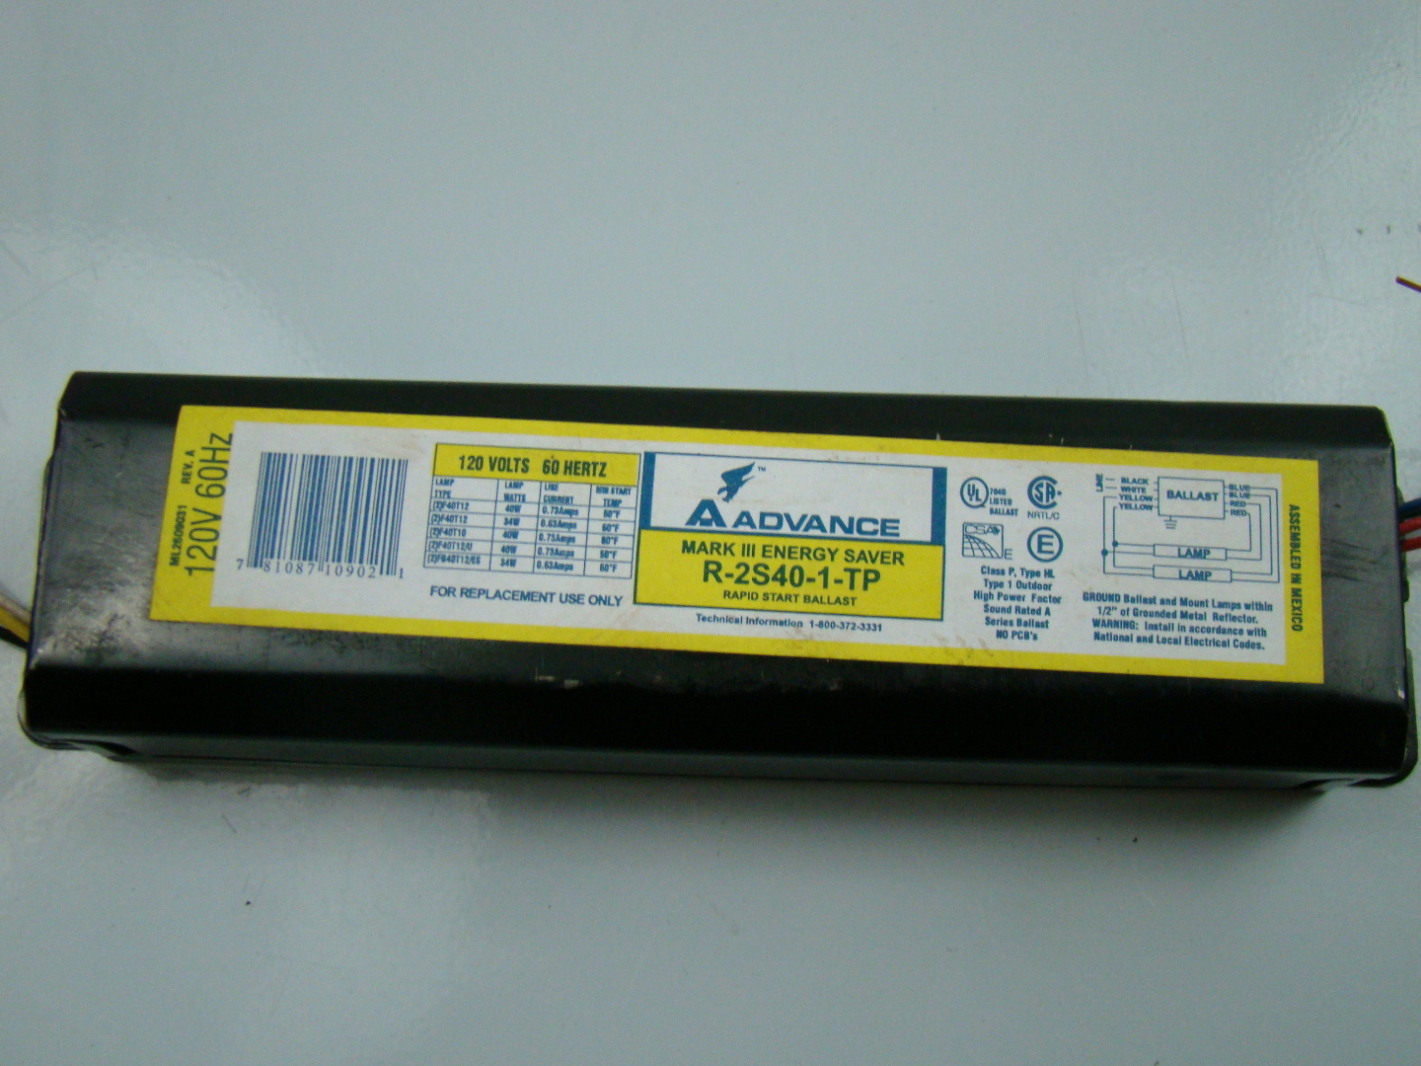 ML2509031 REV. A
120V 60Hz
7 81087 10902 1
120 VOLTS 60 HERTZ
LAMP TYPE LAMP WATTS LINE CURRENT MIN START TEMP
(2)F40T12 40W 0.73Amps 50°F
(2)F40T12 34W 0.63Amps 60°F
(2)F40T10 40W 0.75Amps
(2)F40T12/U 40W 0.73Amps 50°F
34W 0.63Amps 60°F
FOR REPLACEMENT USE ONLY
™
A ADVANCE
MARK III ENERGY SAVER
R-2S40-1-TP
RAPID START BALLAST
Technical Information 1-800-372-3331
UL
LISTED
BALLAST
NRTL/C
CSA
E
E
Class P, Type HL
Type 1 Outdoor
High Power Factor
Sound Rated A
Series Ballast
NO PCB's
LINE
BLACK
WHITE
YELLOW
YELLOW
BALLAST
BLUE
BLUE
RED
RED
LAMP
LAMP
GROUND Ballast and Mount Lamps within
1/2" of Grounded Metal Reflector.
WARNING: Install in accordance with
National and Local Electrical Codes.
ASSEMBLED IN MEXICO